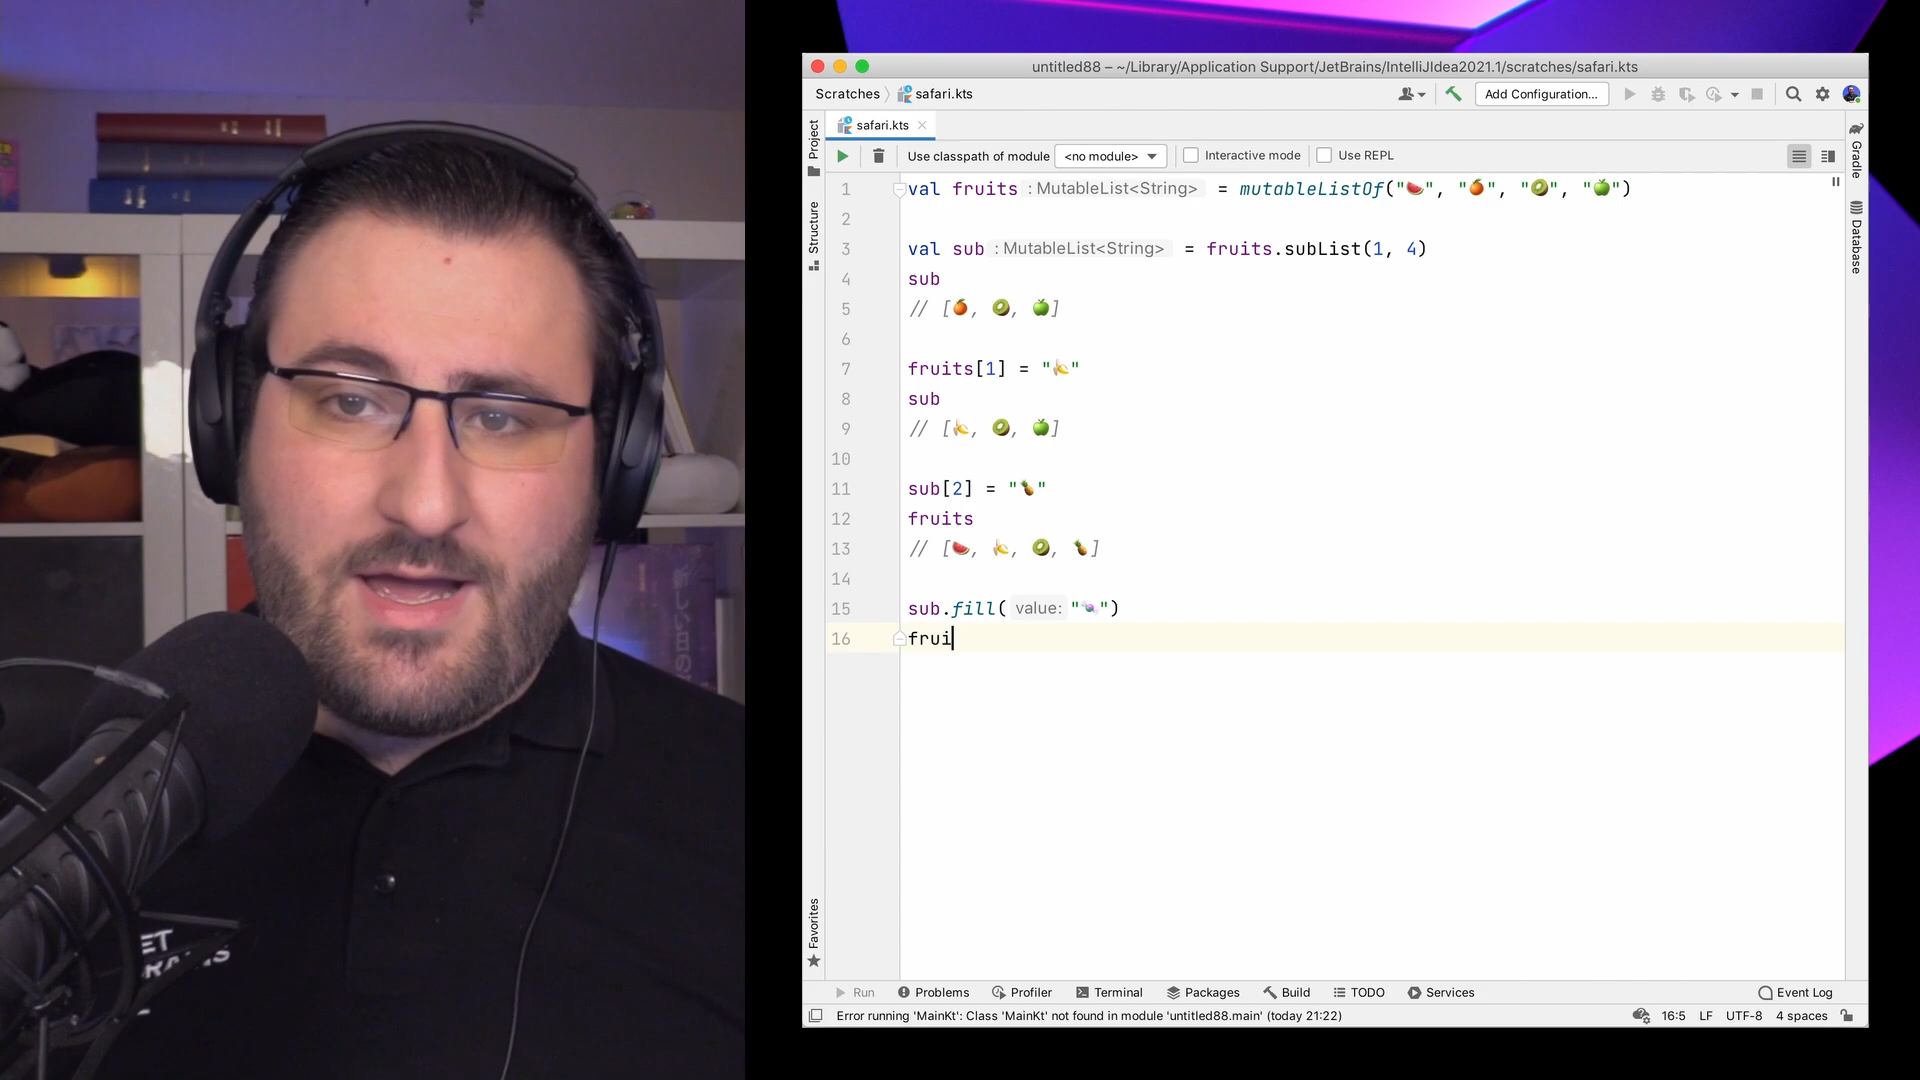 untitled88 – ~/Library/Application Support/JetBrains/IntelliJIdea2021.1/scratches/safari.kts
Scratches safari.kts Add Configuration...
safari.kts
Use classpath of module <no module> Interactive mode Use REPL
1 val fruits : MutableList<String> = mutableListOf("🍉", "🍊", "🥝", "🍏")
2
3 val sub : MutableList<String> = fruits.subList(1, 4)
4 sub
5 // [🍊, 🥝, 🍏]
6
7 fruits[1] = "🍌"
8 sub
9 // [🍌, 🥝, 🍏]
10
11 sub[2] = "🍍"
12 fruits
13 // [🍉, 🍌, 🥝, 🍍]
14
15 sub.fill( value: "🍬")
16 frui
Project
Structure
Favorites
Gradle
Database
Run Problems Profiler Terminal Packages Build TODO Services Event Log
Error running 'MainKt': Class 'MainKt' not found in module 'untitled88.main' (today 21:22) 16:5 LF UTF-8 4 spaces